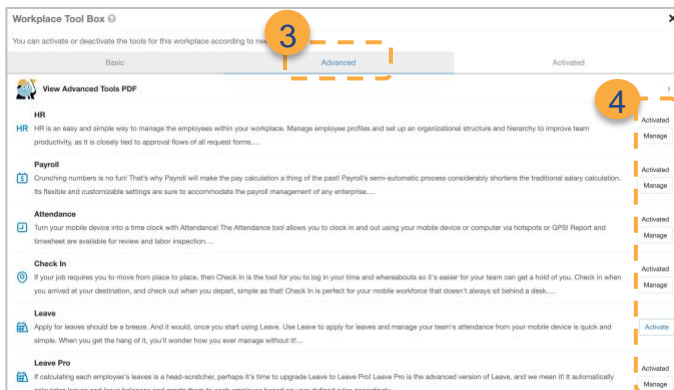 Workplace Tool Box
You can activate or deactivate the tools for this workplace according to
3
Basic
Advanced
Activated
View Advanced Tools PDF
4
HR
Activated
HR HR is an easy and simple way to manage the employees within your workplace. Manage employee profiles and set up an organizational structure and hierarchy to improve team
Manage
productivity, as it is closely tied to approval flows of all request forms....
Payroll
Activated
Crunching numbers is no fun! That's why Payroll will make the pay calculation a thing of the past! Payroll's semi-automatic process considerably shortens the traditional salary calculation.
Manage
Its flexible and customizable settings are sure to accommodate the payroll management of any enterprise....
Attendance
Activated
Turn your mobile device into a time clock with Attendance! The Attendance tool allows you to clock in and out using your mobile device or computer via hotspots or GPS! Report and
Manage
timesheet are available for review and labor inspection....
Check In
Activated
If your job requires you to move from place to place, then Check In is the tool for you to log in your time and whereabouts so it's easier for your team can get a hold of you. Check in when
Manage
you arrived at your destination, and check out when you depart, simple as that! Check In is perfect for your mobile workforce that doesn't always sit behind a desk....
Leave
Apply for leaves should be a breeze. And it would, once you start using Leave. Use Leave to apply for leaves and manage your team's attendance from your mobile device is quick and
Activate
simple. When you get the hang of it, you'll wonder how you ever manage without it!...
Leave Pro
Activated
If calculating each employee's leaves is a head-scratcher, perhaps it's time to upgrade Leave to Leave Pro! Leave Pro is the advanced version of Leave, and we mean it! It automatically
Manage